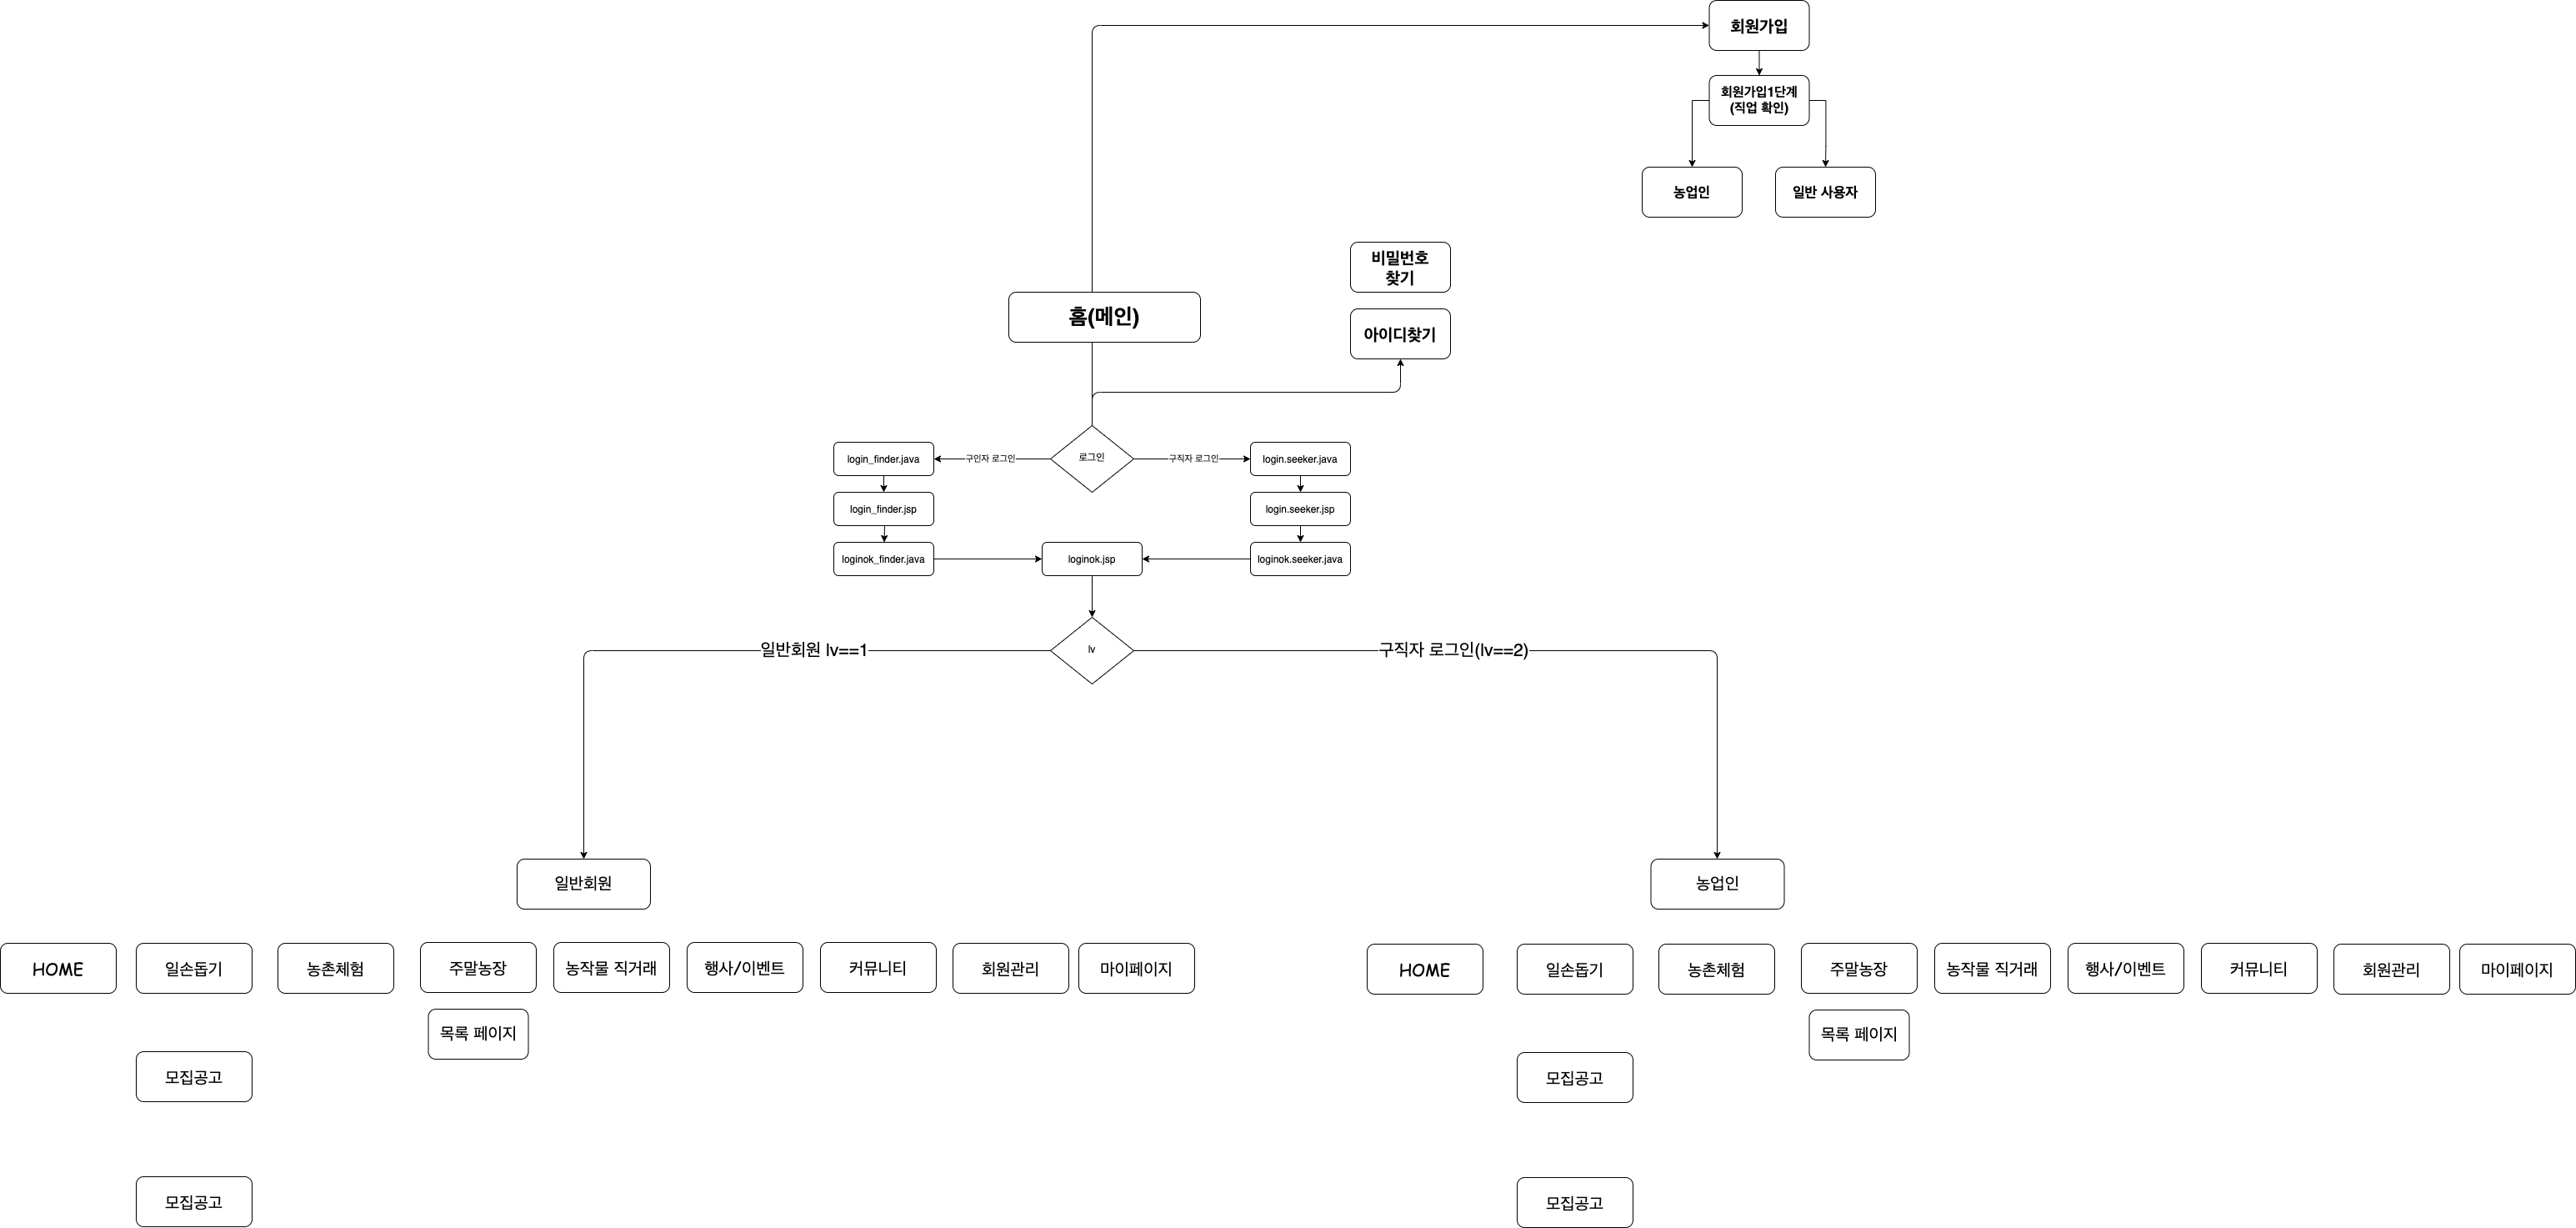 회원가입
회원가입1단계
(직업 확인)
농업인
일반 사용자
비밀번호
찾기
홈(메인)
아이디찾기
로그인
구인자 로그인
구직자 로그인
login_finder.java
login.seeker.java
login_finder.jsp
login.seeker.jsp
loginok_finder.java
loginok.jsp
loginok.seeker.java
일반회원 lv==1
lv
구직자 로그인(lv==2)
일반회원
농업인
HOME
일손돕기
농촌체험
주말농장
농작물 직거래
행사/이벤트
커뮤니티
회원관리
마이페이지
HOME
일손돕기
농촌체험
주말농장
농작물 직거래
행사/이벤트
커뮤니티
회원관리
마이페이지
목록 페이지
목록 페이지
모집공고
모집공고
모집공고
모집공고